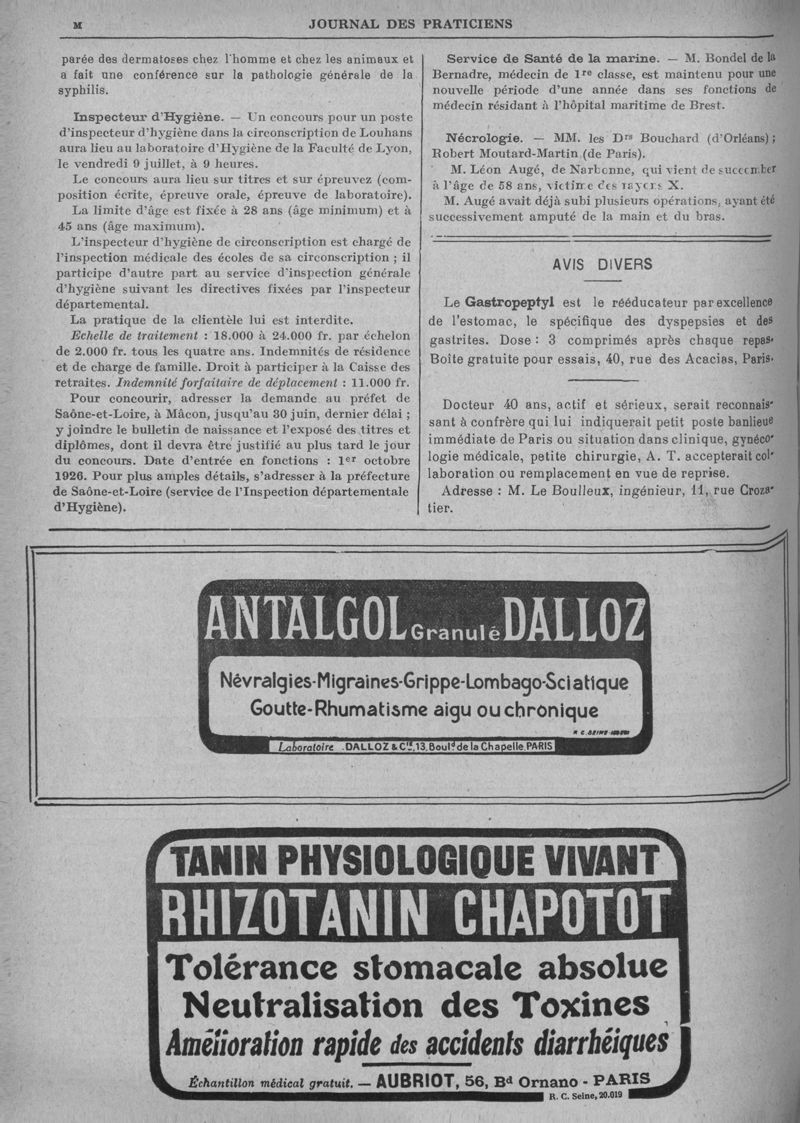 M
JOURNAL DES PRATICIENS
parée des dermatoses chez l'homme et chez les animaux et
a fait une conférence sur la pathologie générale de la
syphilis.
Inspecteur d'Hygiène. — Un concours pour un poste
d'inspecteur d'hygiène dans la circonscription de Louhans
aura lieu au laboratoire d'Hygiène de la Faculté de Lyon,
le vendredi 9 juillet, à 9 heures.
Le concours aura lieu sur titres et sur épreuvez (com-
position écrite, épreuve orale, épreuve de laboratoire).
La limite d'âge est fixée à 28 ans (âge minimum) et à
45 ans (âge maximum).
L'inspecteur d'hygiène de circonscription est chargé de
l'inspection médicale des écoles de sa circonscription ; il
participe d'autre part au service d'inspection générale
d'hygiène suivant les directives fixées par l'inspecteur
départemental.
La pratique de la clientèle lui est interdite.
Echelle de traitement : 18.000 à 24.000 fr. par échelon
de 2.000 fr. tous les quatre ans. Indemnités de résidence
et de charge de famille. Droit à participer à la Caisse des
retraites. Indemnité forfaitaire de déplacement : 11.000 fr.
Pour concourir, adresser la demande au préfet de
Saône-et-Loire, à Mâcon, jusqu'au 30 juin, dernier délai ;
y joindre le bulletin de naissance et l'exposé des titres et
diplômes, dont il devra être justifié au plus tard le jour
du concours. Date d'entrée en fonctions : 1er octobre
1926. Pour plus amples détails, s'adresser à la préfecture
de Saône-et-Loire (service de l'Inspection départementale
d'Hygiène).
Service de Santé de la marine. — M. Bondel de la
Bernadre, médecin de 1re classe, est maintenu pour une
nouvelle période d'une année dans ses fonctions de
médecin résidant à l'hôpital maritime de Brest.
Nécrologie. — MM. les Drs Bouchard (d'Orléans) ;
Robert Moutard-Martin (de Paris).
M. Léon Augé, de Narbonne, qui vient de succomber
à l'âge de 58 ans, victime des rayons X.
M. Augé avait déjà subi plusieurs opérations, ayant été
successivement amputé de la main et du bras.
AVIS DIVERS
Le Gastropeptyl est le rééducateur par excellence
de l'estomac, le spécifique des dyspepsies et des
gastrites. Dose : 3 comprimés après chaque repas.
Boîte gratuite pour essais, 40, rue des Acacias, Paris.
Docteur 40 ans, actif et sérieux, serait reconnais-
sant à confrère qui lui indiquerait petit poste banlieue
immédiate de Paris ou situation dans clinique, gynéco-
logie médicale, petite chirurgie, A. T. accepterait col-
laboration ou remplacement en vue de reprise.
Adresse : M. Le Boulleux, ingénieur, 11, rue Croza-
tier.
ANTALGOL Granulé DALLOZ
Névralgies-Migraines-Grippe-Lombago-Sciatique
Goutte-Rhumatisme aigu ou chronique
Laboratoire .DALLOZ & Cie, 13, Bould de la Chapelle, PARIS
TANIN PHYSIOLOGIQUE VIVANT
RHIZOTANIN CHAPOTOT
Tolérance stomacale absolue
Neutralisation des Toxines
Amélioration rapide des accidents diarrhéiques
Échantillon médical gratuit. — AUBRIOT, 56, Bd Ornano - PARIS
R. C. Seine, 20.019